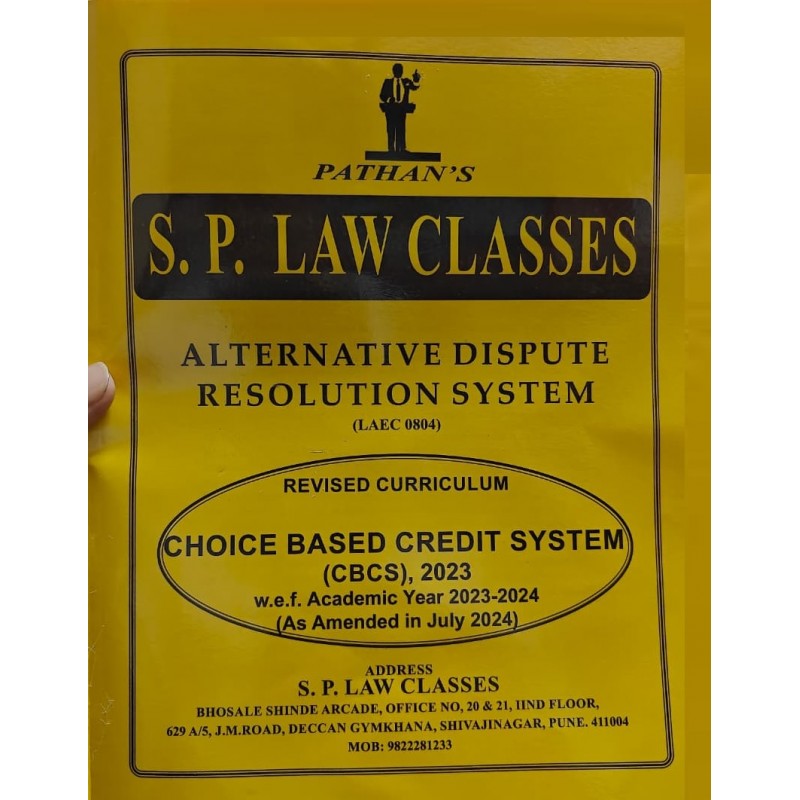 PATHAN'S
S. P. LAW CLASSES
ALTERNATIVE DISPUTE
RESOLUTION SYSTEM
(LAEC 0804)
REVISED CURRICULUM
CHOICE BASED CREDIT SYSTEM
(CBCS), 2023
w.e.f. Academic Year 2023-2024
(As Amended in July 2024)
ADDRESS
S. P. LAW CLASSES
BHOSALE SHINDE ARCADE, OFFICE NO, 20 & 21, IIND FLOOR,
629 A/5, J.M.ROAD, DECCAN GYMKHANA, SHIVAJINAGAR, PUNE. 411004
MOB: 9822281233